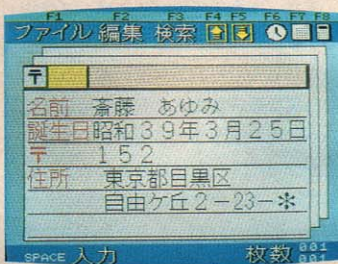 F1 F2 F3 F4 F5 F6 F7 F8
ファイル 編集 検索
〒
名前 斎藤 あゆみ
誕生日 昭和39年3月25日
〒 152
住所 東京都目黒区
自由ケ丘2-23-*
SPACE 入力 枚数 001
001